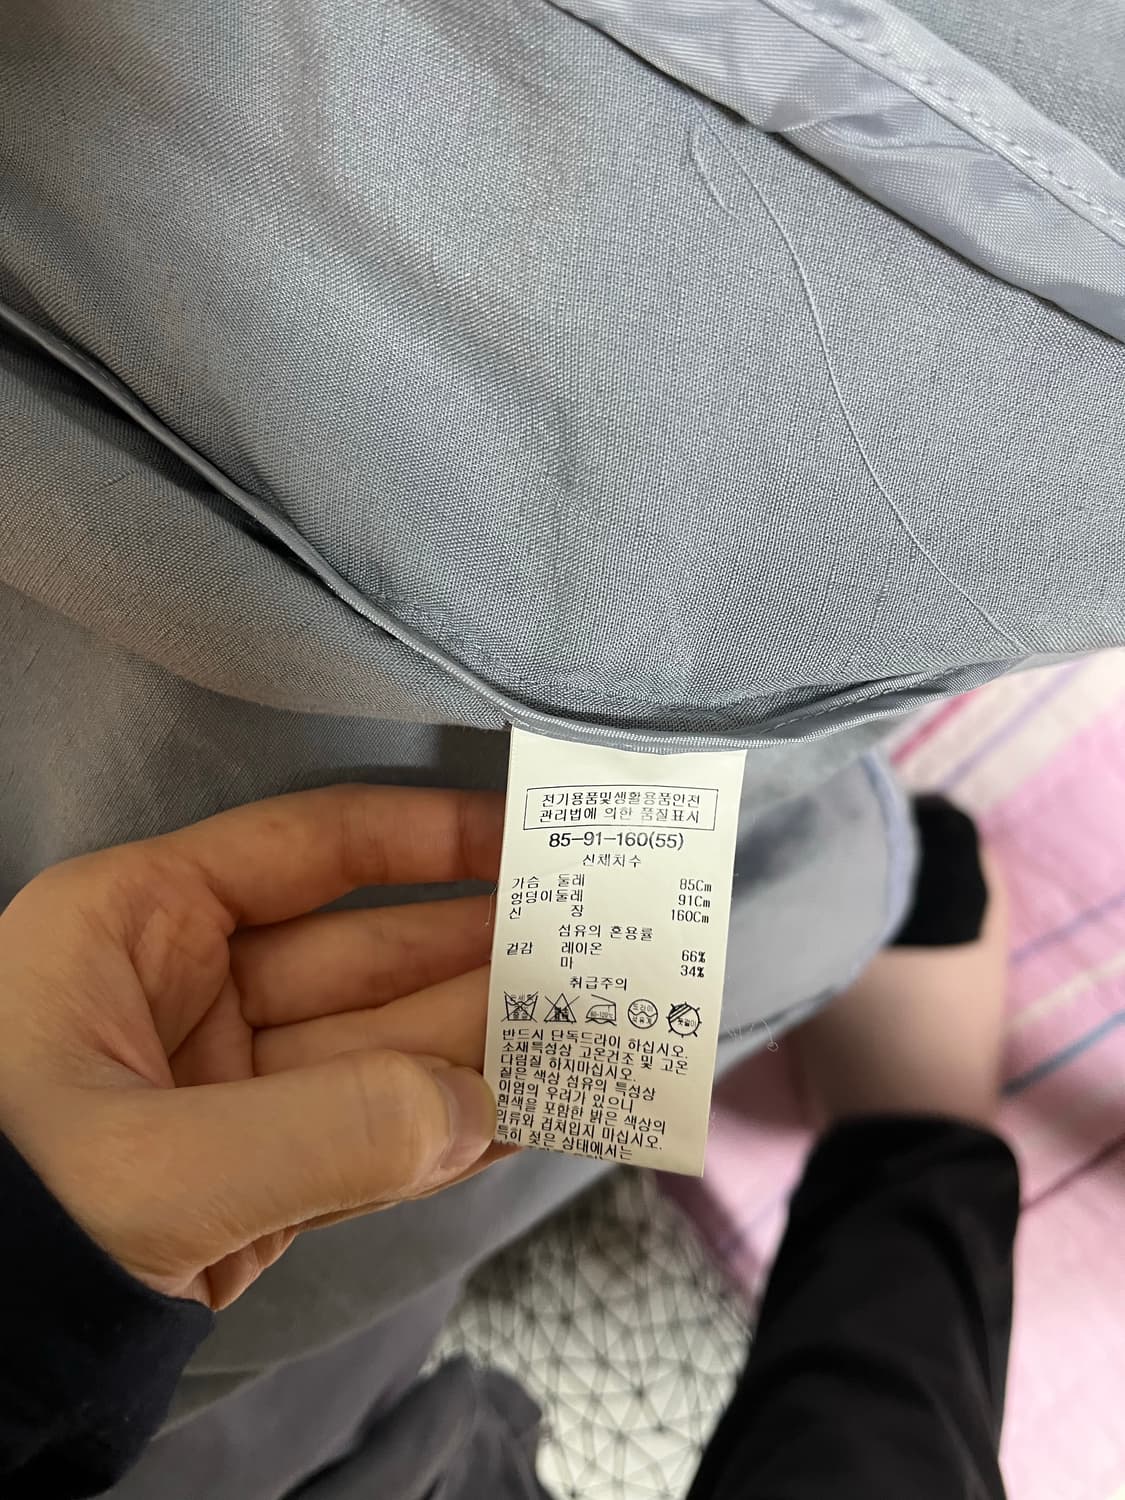 전기용품및생활용품안전
관리법에 의한 품질표시
85-91-160(55)
신체치수
가슴 둘레 85Cm
엉덩이둘레 91Cm
신 장 160Cm
섬유의 혼용률
겉감 레이온 66%
마 34%
취급주의
드라이
옷걸이
반드시 단독드라이 하십시오.
소재특성상 고온건조 및 고온
다림질 하지마십시오.
짙은 색상 섬유의 특성상
이염의 우려가 있으니
흰색을 포함한 밝은 색상의
의류와 겹쳐입지 마십시오.
특히 젖은 상태에서는